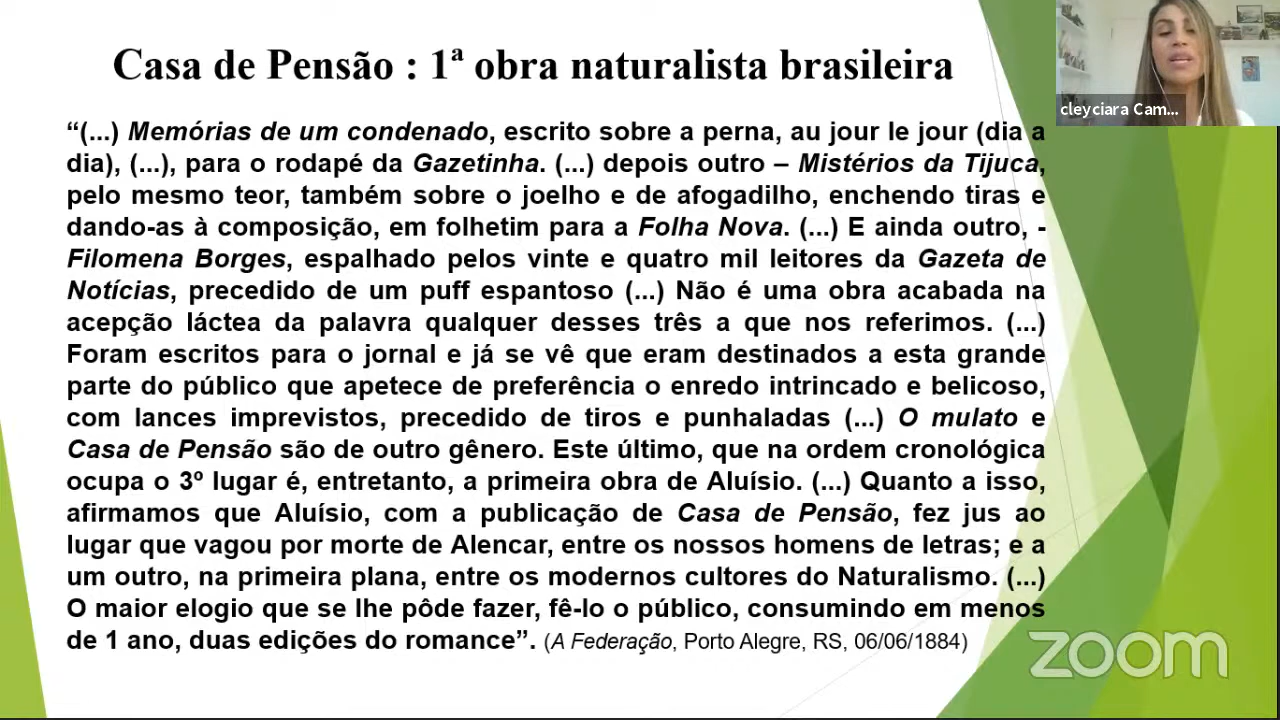 Casa de Pensão : 1ª obra naturalista brasileira
cleyciara Cam...
“(...) Memórias de um condenado, escrito sobre a perna, au jour le jour (dia a
dia), (...), para o rodapé da Gazetinha. (...) depois outro – Mistérios da Tijuca,
pelo mesmo teor, também sobre o joelho e de afogadilho, enchendo tiras e
dando-as à composição, em folhetim para a Folha Nova. (...) E ainda outro, -
Filomena Borges, espalhado pelos vinte e quatro mil leitores da Gazeta de
Notícias, precedido de um puff espantoso (...) Não é uma obra acabada na
acepção láctea da palavra qualquer desses três a que nos referimos. (...)
Foram escritos para o jornal e já se vê que eram destinados a esta grande
parte do público que apetece de preferência o enredo intrincado e belicoso,
com lances imprevistos, precedido de tiros e punhaladas (...) O mulato e
Casa de Pensão são de outro gênero. Este último, que na ordem cronológica
ocupa o 3º lugar é, entretanto, a primeira obra de Aluísio. (...) Quanto a isso,
afirmamos que Aluísio, com a publicação de Casa de Pensão, fez jus ao
lugar que vagou por morte de Alencar, entre os nossos homens de letras; e a
um outro, na primeira plana, entre os modernos cultores do Naturalismo. (...)
O maior elogio que se lhe pôde fazer, fê-lo o público, consumindo em menos
de 1 ano, duas edições do romance”. (A Federação, Porto Alegre, RS, 06/06/1884)
zoom